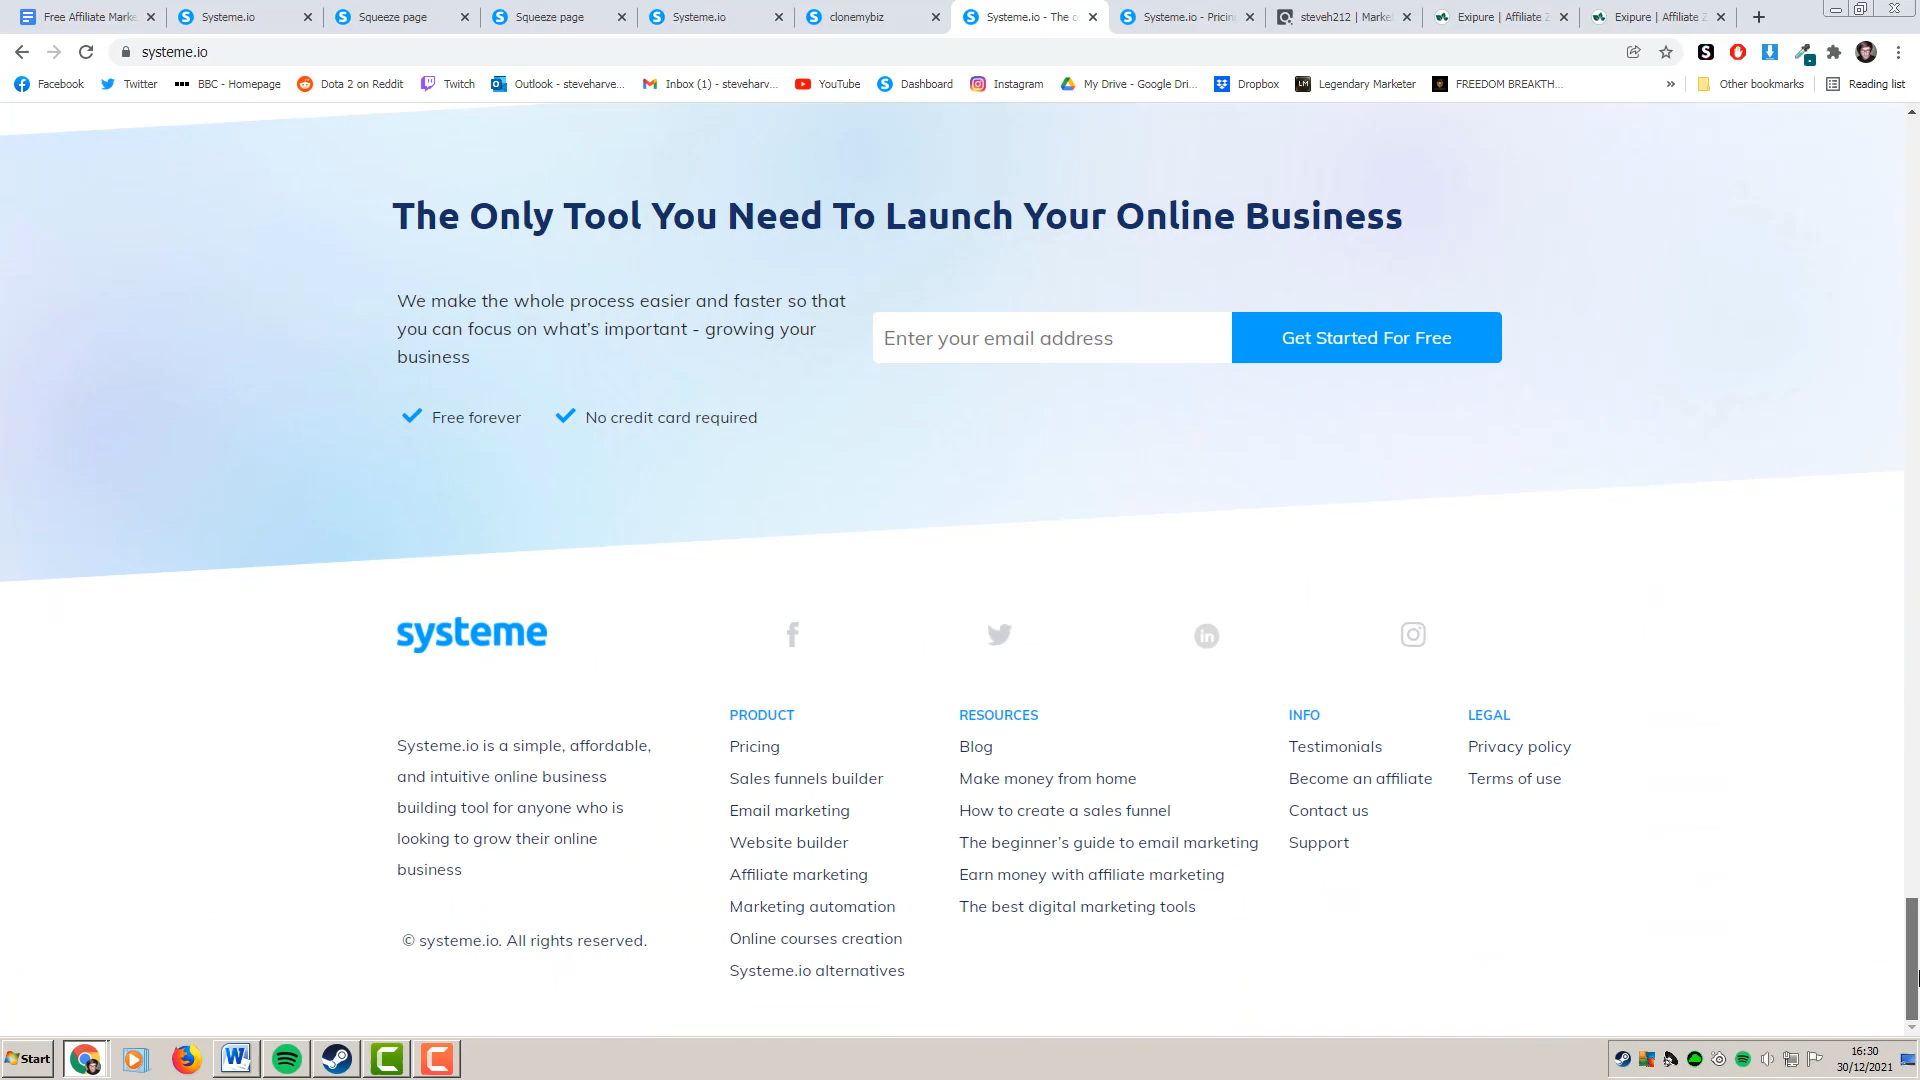 Free Affiliate Marke
Systeme.io
Squeeze page
Squeeze page
Systeme.io
clonemybiz
Systeme.io - The o
Systeme.io - Pricin
steveh212 | Marke
Exipure | Affiliate
Exipure | Affiliate
systeme.io
Facebook
Twitter
BBC - Homepage
Dota 2 on Reddit
Twitch
Outlook - steveharve...
Inbox (1) - steveharv...
YouTube
Dashboard
Instagram
My Drive - Google Dri...
Dropbox
Legendary Marketer
FREEDOM BREAKTH...
»
Other bookmarks
Reading list
The Only Tool You Need To Launch Your Online Business
We make the whole process easier and faster so that
you can focus on what's important - growing your
business
Enter your email address
Get Started For Free
Free forever
No credit card required
systeme
Systeme.io is a simple, affordable,
and intuitive online business
building tool for anyone who is
looking to grow their online
business
© systeme.io. All rights reserved.
PRODUCT
Pricing
Sales funnels builder
Email marketing
Website builder
Affiliate marketing
Marketing automation
Online courses creation
Systeme.io alternatives
RESOURCES
Blog
Make money from home
How to create a sales funnel
The beginner's guide to email marketing
Earn money with affiliate marketing
The best digital marketing tools
INFO
Testimonials
Become an affiliate
Contact us
Support
LEGAL
Privacy policy
Terms of use
Start
16:30
30/12/2021